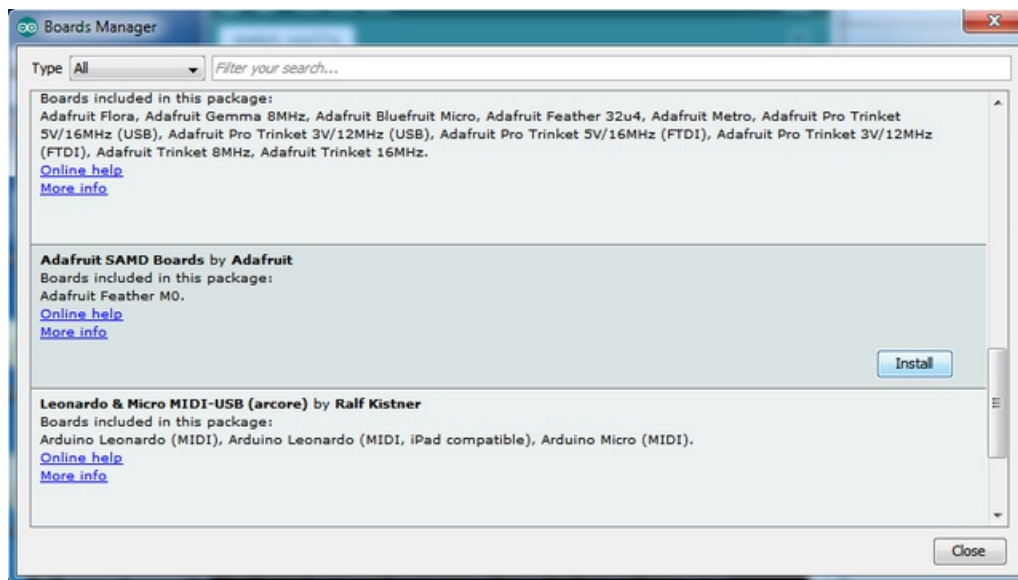 Boards Manager
Type All Filter your search...
Boards included in this package:
Adafruit Flora, Adafruit Gemma 8MHz, Adafruit Bluefruit Micro, Adafruit Feather 32u4, Adafruit Metro, Adafruit Pro Trinket
5V/16MHz (USB), Adafruit Pro Trinket 3V/12MHz (USB), Adafruit Pro Trinket 5V/16MHz (FTDI), Adafruit Pro Trinket 3V/12MHz
(FTDI), Adafruit Trinket 8MHz, Adafruit Trinket 16MHz.
Online help
More info
Adafruit SAMD Boards by Adafruit
Boards included in this package:
Adafruit Feather M0.
Online help
More info
Install
Leonardo & Micro MIDI-USB (arcore) by Ralf Kistner
Boards included in this package:
Arduino Leonardo (MIDI), Arduino Leonardo (MIDI, iPad compatible), Arduino Micro (MIDI).
Online help
More info
Close